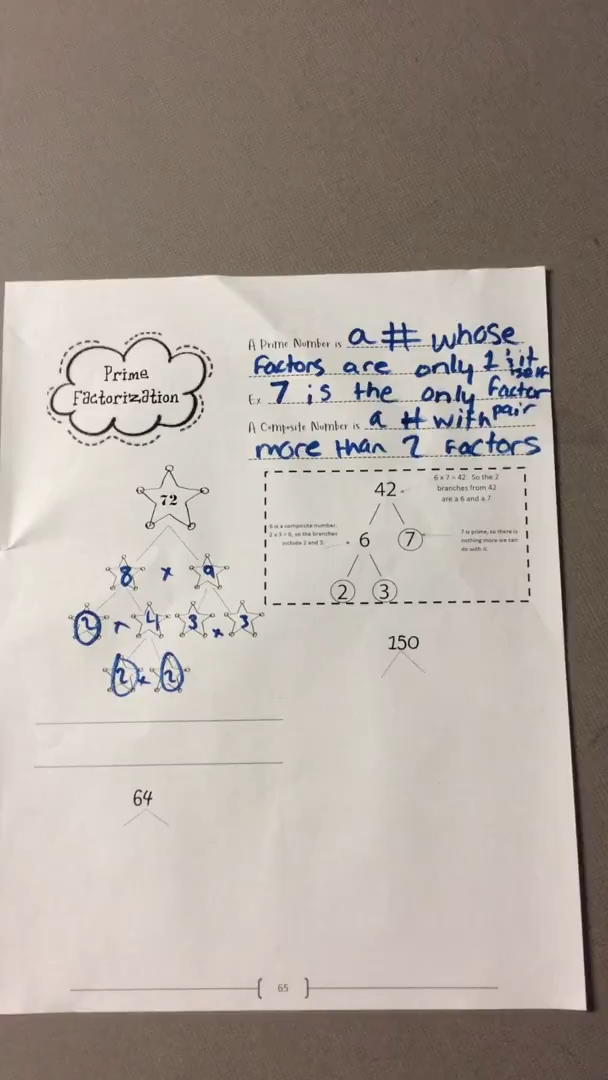 Prime
Factorization
A Prime Number is a # whose
factors are only 1 & itself
Ex. 7 is the only factor pair
A Composite Number is a # with
more than 2 factors
72
8 x 9
2 x 4 3 x 3
2 x 2
42
6 x 7 = 42. So the 2
branches from 42
are a 6 and a 7.
6 is a composite number.
2 x 3 = 6, so the branches
include 2 and 3.
6
7
7 is prime, so there is
nothing more we can
do with it.
2 3
150
64
65